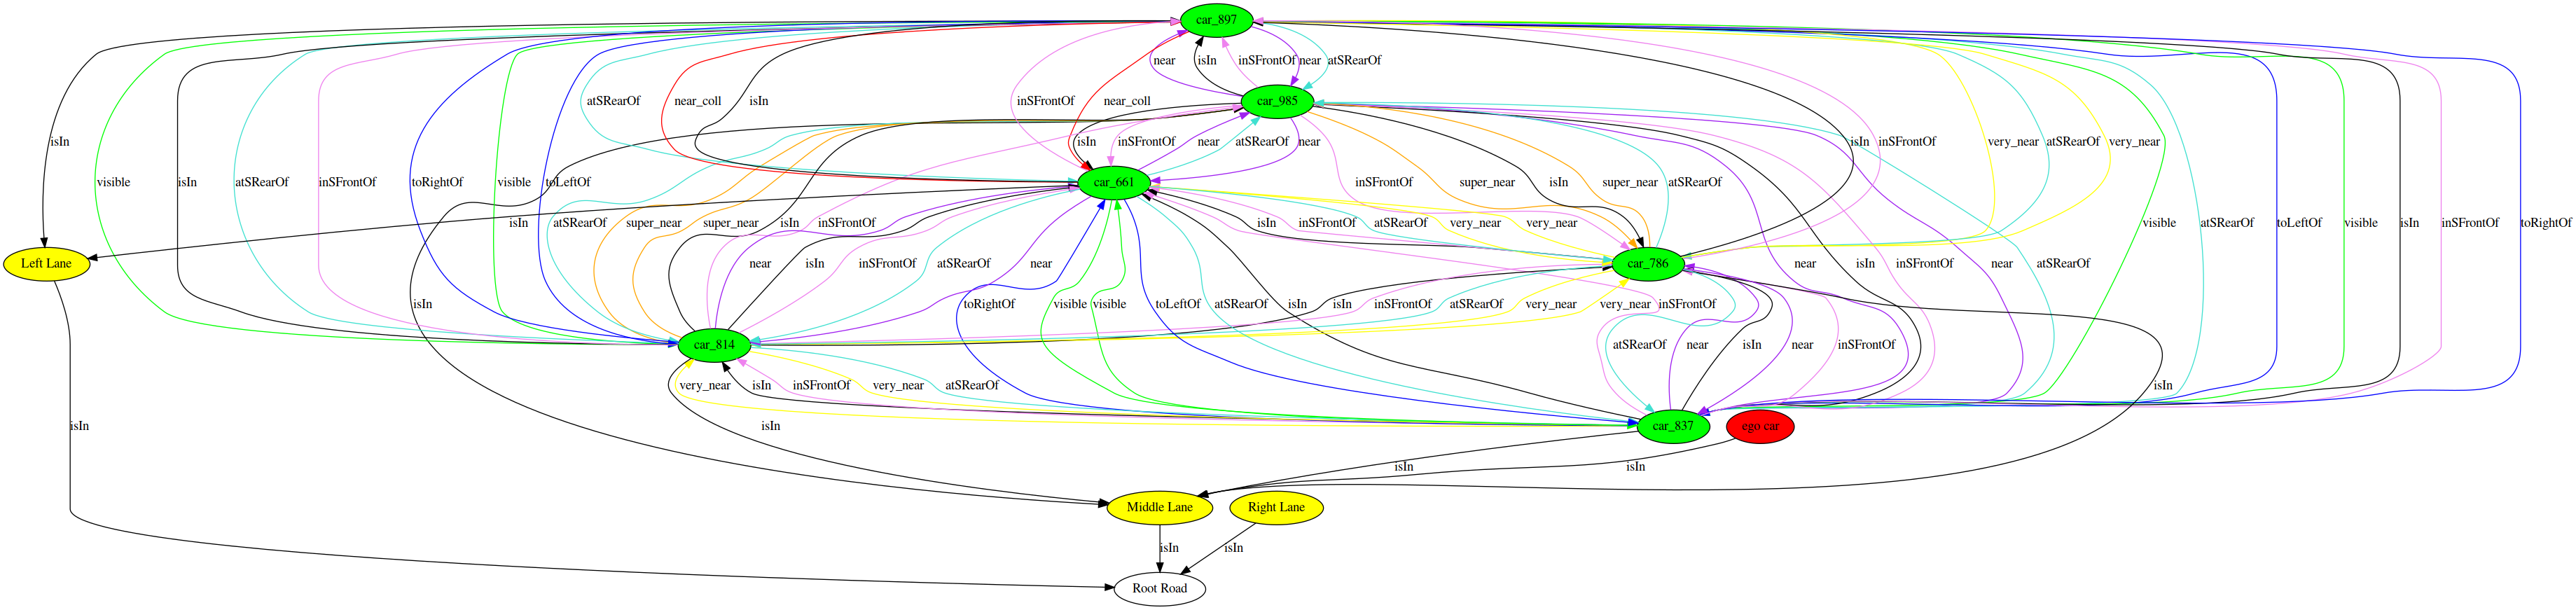 car_897
near
isIn
inSFrontOf
near
atSRearOf
atSRearOf
near_coll
isIn
inSFrontOf
near_coll
car_985
isIn
isIn
inSFrontOf
near
atSRearOf
near
isIn
inSFrontOf
very_near
atSRearOf
very_near
visible
isIn
atSRearOf
inSFrontOf
toRightOf
visible
toLeftOf
car_661
inSFrontOf
super_near
isIn
super_near
atSRearOf
isIn
atSRearOf
super_near
super_near
isIn
inSFrontOf
isIn
inSFrontOf
atSRearOf
very_near
very_near
visible
atSRearOf
toLeftOf
visible
isIn
inSFrontOf
toRightOf
Left Lane
near
isIn
inSFrontOf
atSRearOf
near
car_786
near
isIn
inSFrontOf
near
atSRearOf
isIn
toRightOf
visible
visible
toLeftOf
atSRearOf
isIn
isIn
inSFrontOf
atSRearOf
very_near
very_near
inSFrontOf
car_814
atSRearOf
near
isIn
near
inSFrontOf
very_near
isIn
inSFrontOf
very_near
atSRearOf
isIn
isIn
isIn
car_837
ego car
isIn
isIn
Middle Lane
Right Lane
isIn
isIn
Root Road